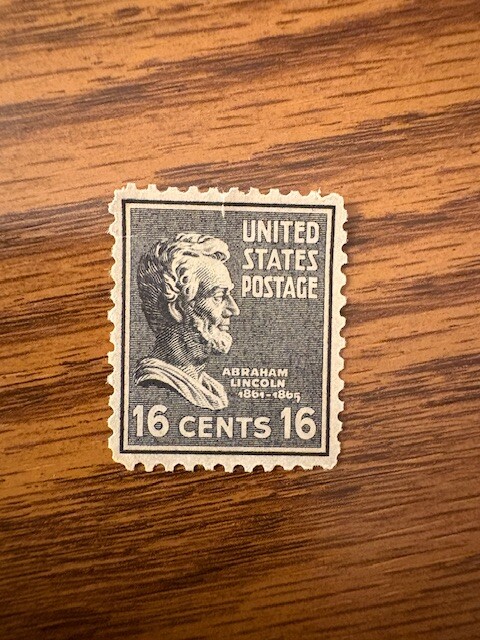 UNITED
STATES
POSTAGE
ABRAHAM
LINCOLN
1861-1865
16 CENTS 16